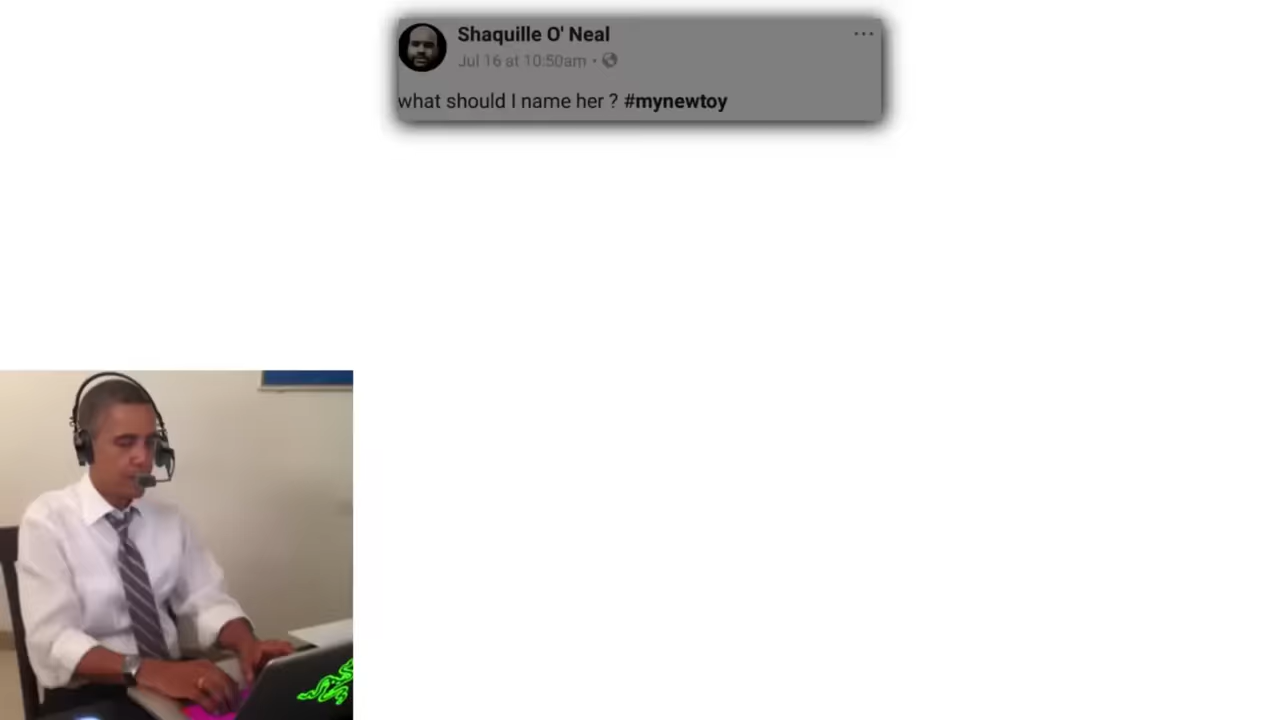 Shaquille O' Neal
Jul 16 at 10:50am •
what should I name her ? #mynewtoy